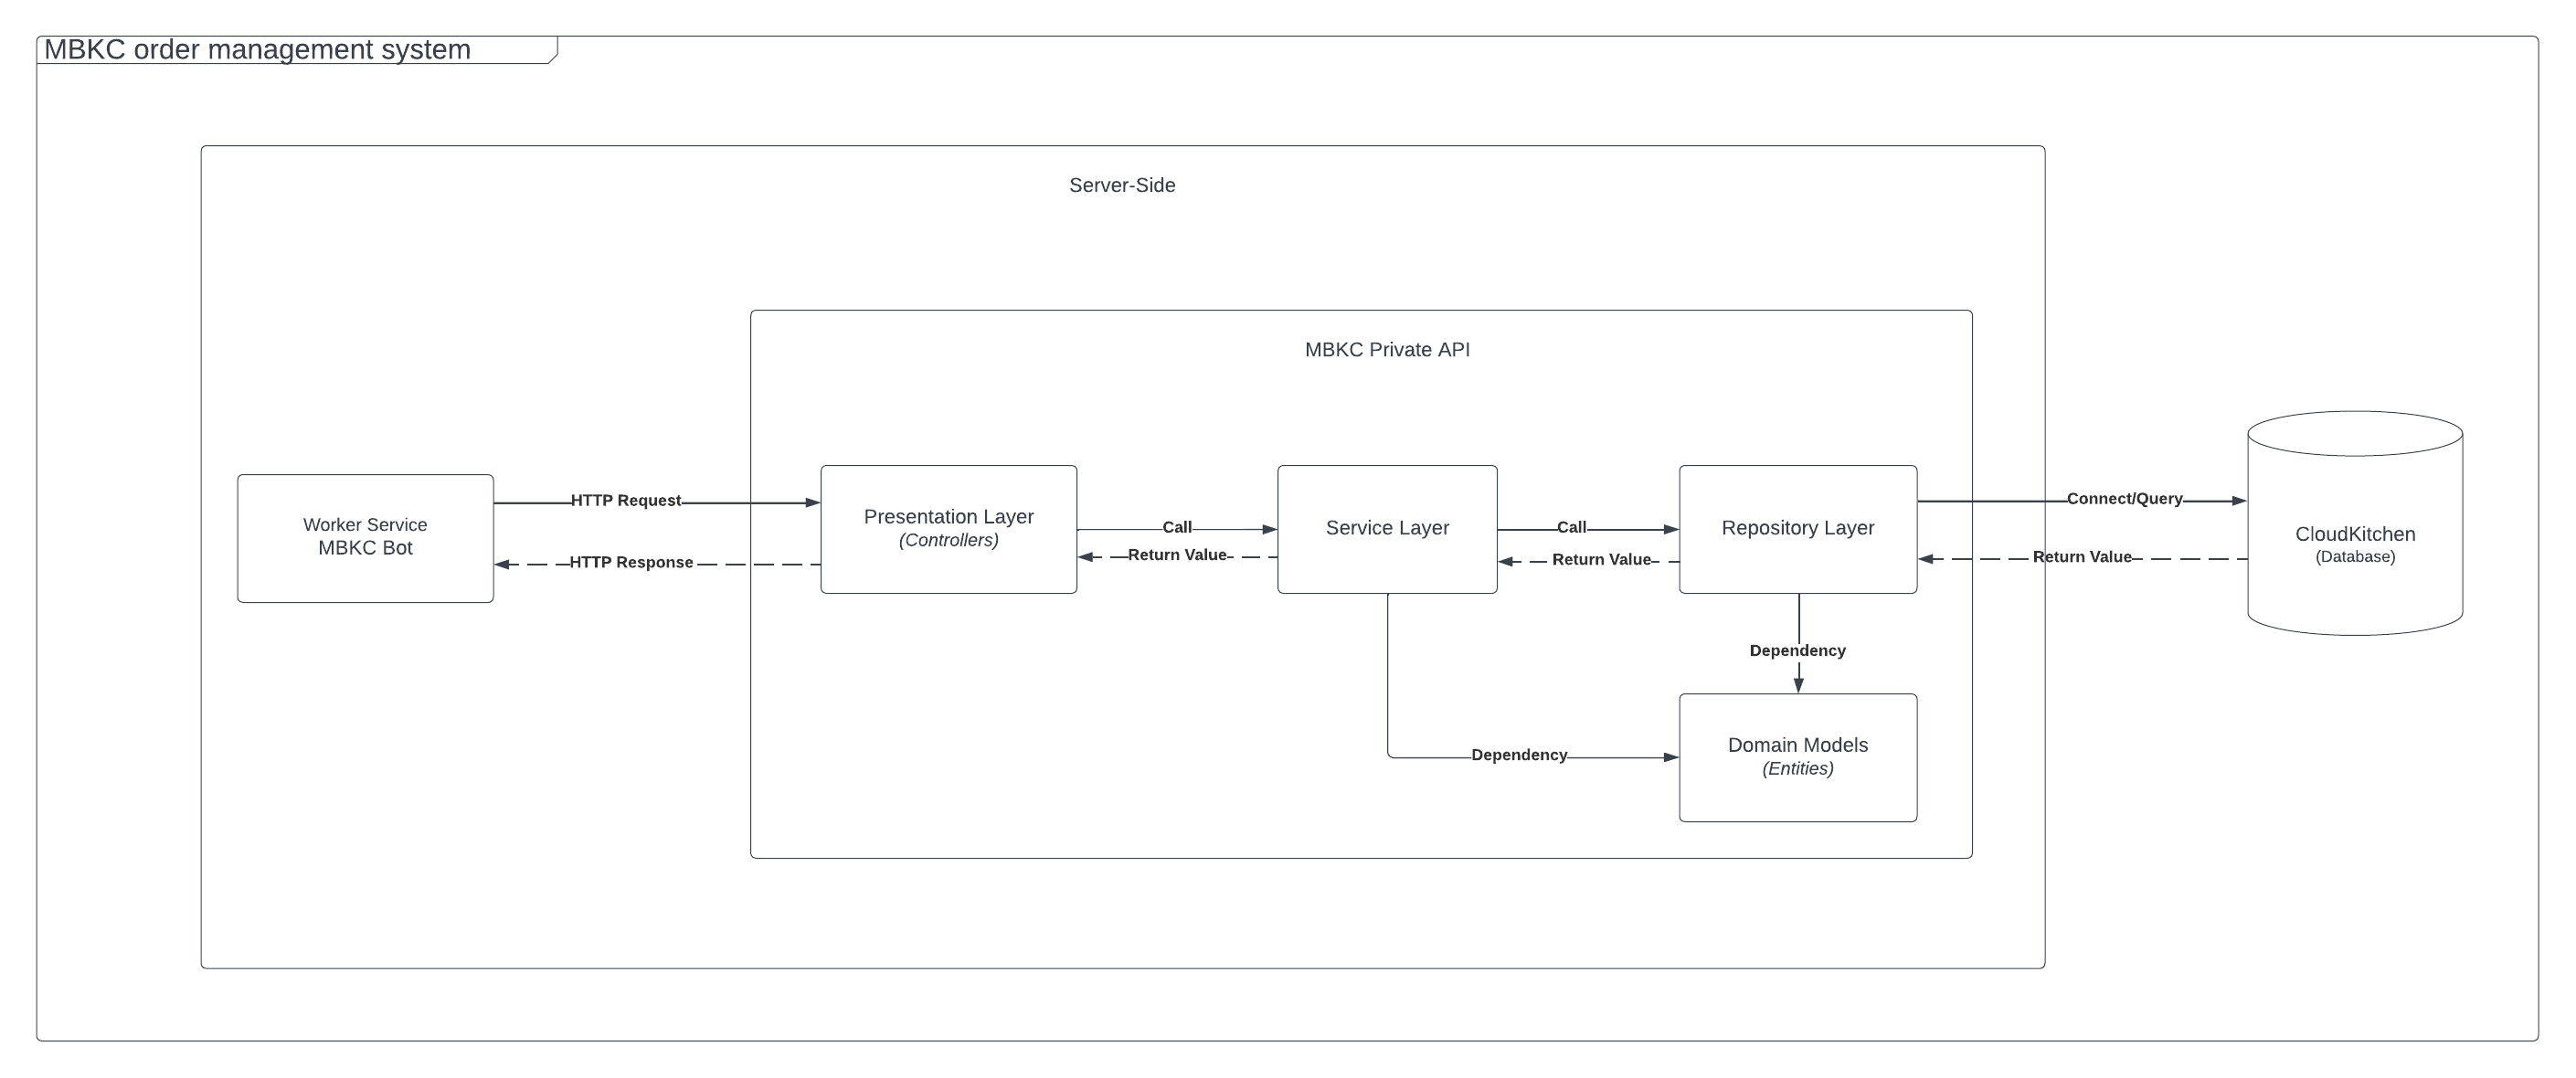 MBKC order management system
Server-Side
MBKC Private API
Worker Service
MBKC Bot
HTTP Request
HTTP Response
Presentation Layer
(Controllers)
Call
Return Value
Service Layer
Call
Return Value
Repository Layer
Connect/Query
Return Value
CloudKitchen
(Database)
Dependency
Dependency
Domain Models
(Entities)